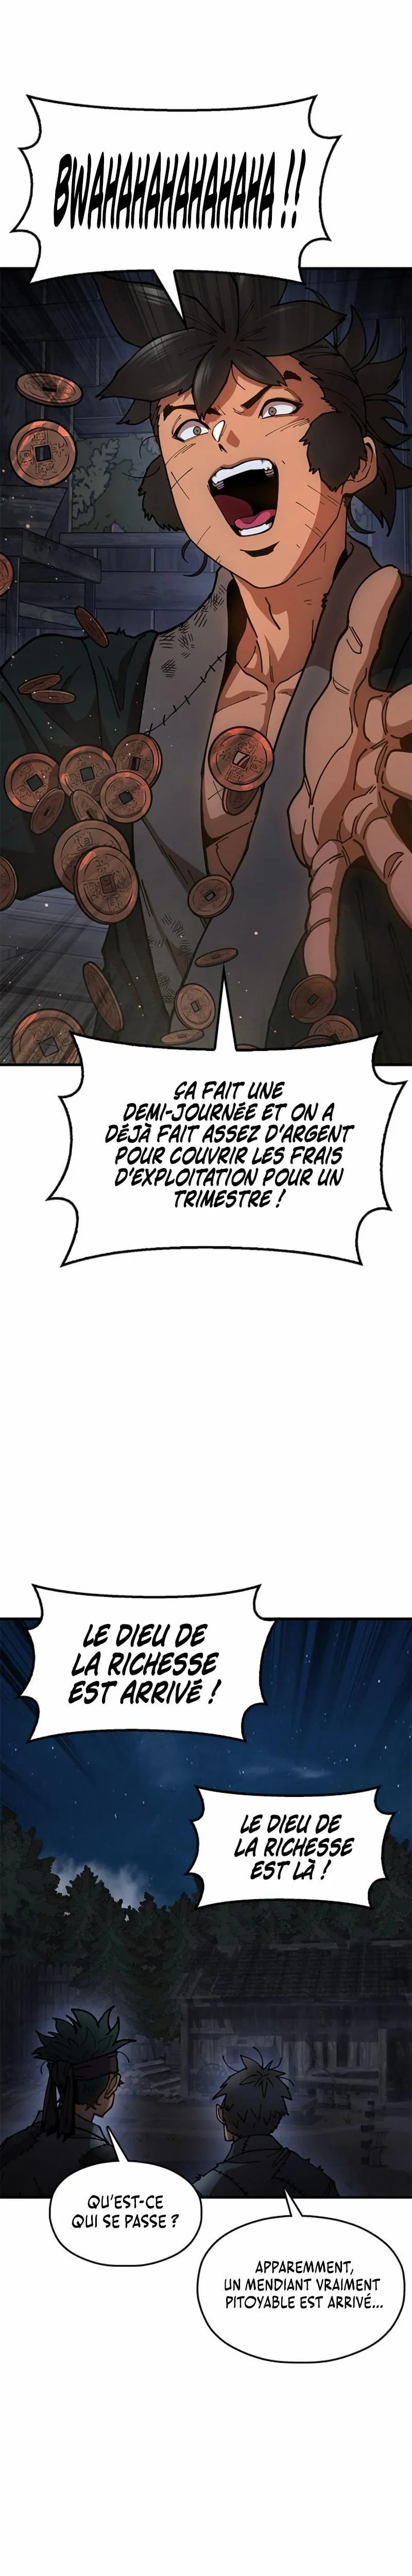 BWAHAHAHAHAHAHA !!
ÇA FAIT UNE
DEMI-JOURNÉE ET ON A
DÉJÀ FAIT ASSEZ D'ARGENT
POUR COUVRIR LES FRAIS
D'EXPLOITATION POUR UN
TRIMESTRE !
LE DIEU DE
LA RICHESSE
EST ARRIVÉ !
LE DIEU DE
LA RICHESSE
EST LÀ !
QU'EST-CE
QUI SE PASSE ?
APPAREMMENT,
UN MENDIANT VRAIMENT
PITOYABLE EST ARRIVÉ...